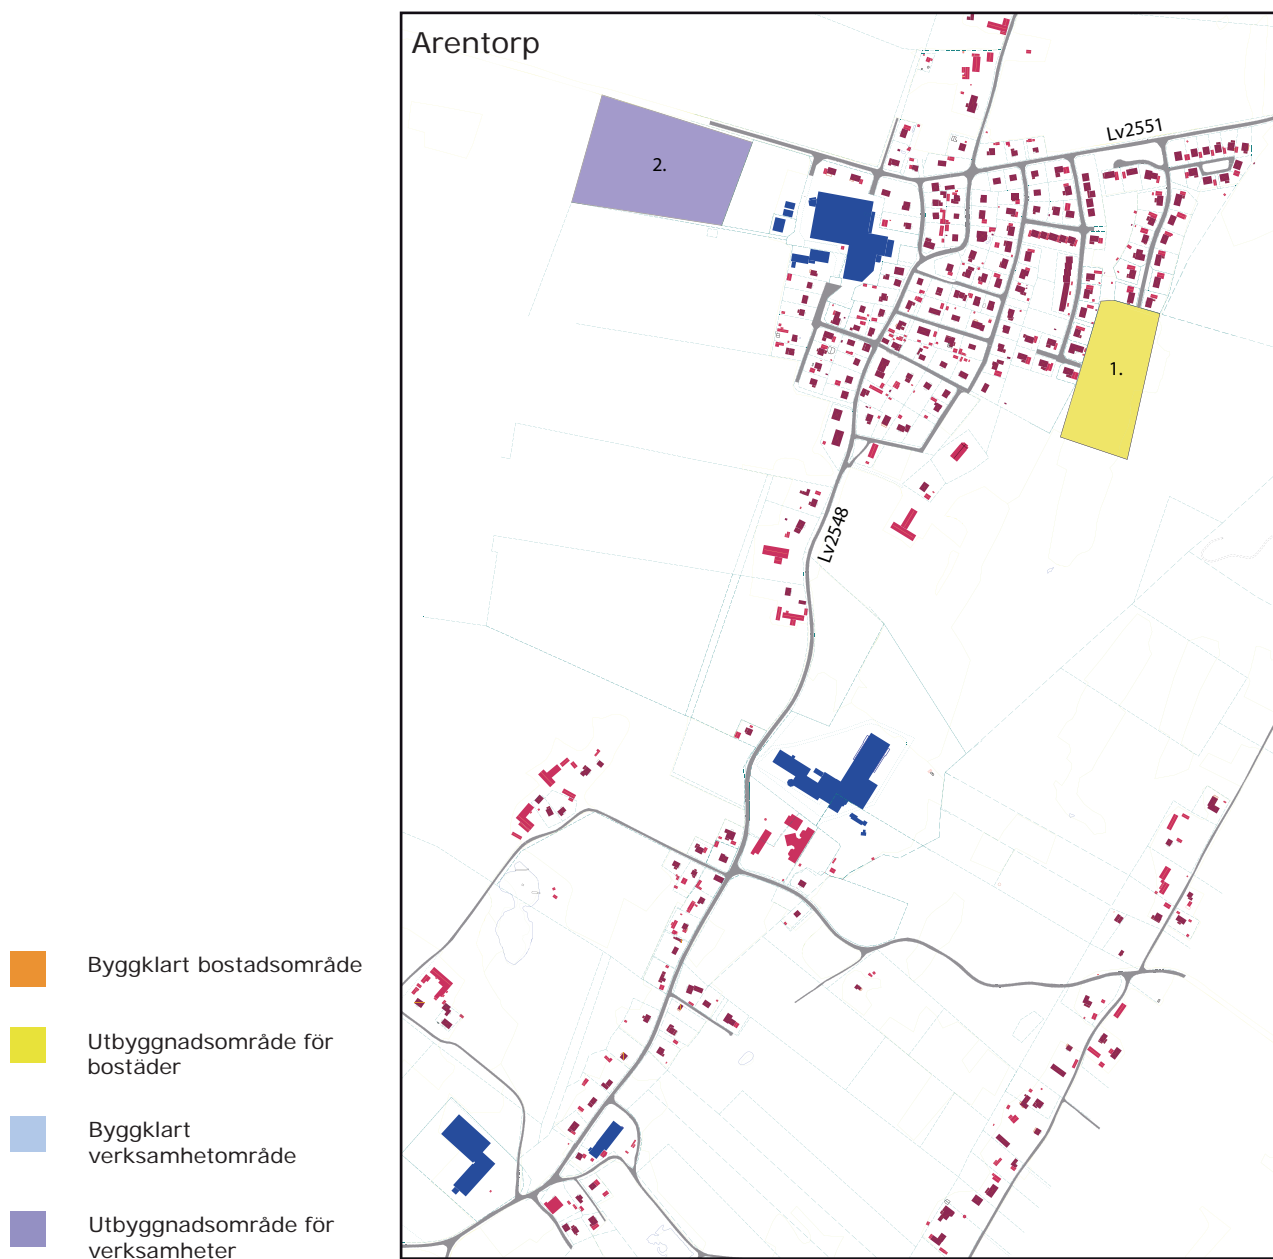 Arentorp
Lv2551
2.
1.
Lv2548
Byggklart bostadsområde
Utbyggnadsområde för
bostäder
Byggklart
verksamhetområde
Utbyggnadsområde för
verksamheter